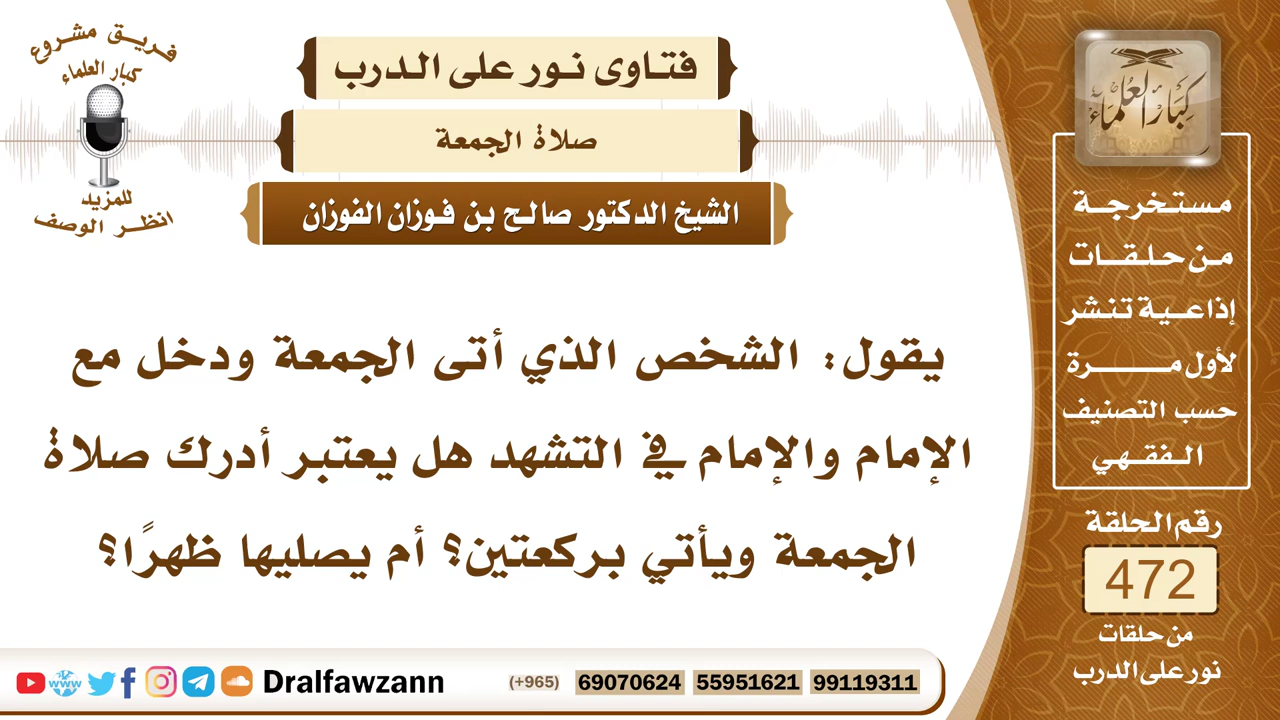 فريق مشروع
كبار العلماء
للمزيد
انظر الوصف
فتاوى نور على الدرب
صلاة الجمعة
الشيخ الدكتور صالح بن فوزان الفوزان
يقول: الشخص الذي أتى الجمعة ودخل مع
الإمام والإمام في التشهد هل يعتبر أدرك صلاة
الجمعة ويأتي بركعتين؟ أم يصليها ظهرًا؟
كبار العلماء
مستخرجة
من حلقات
إذاعية تنشر
لأول مرة
حسب التصنيف
الفقهي
رقم الحلقة
472
من حلقات
نور على الدرب
www
Dralfawzann
(+965) 69070624 55951621 99119311